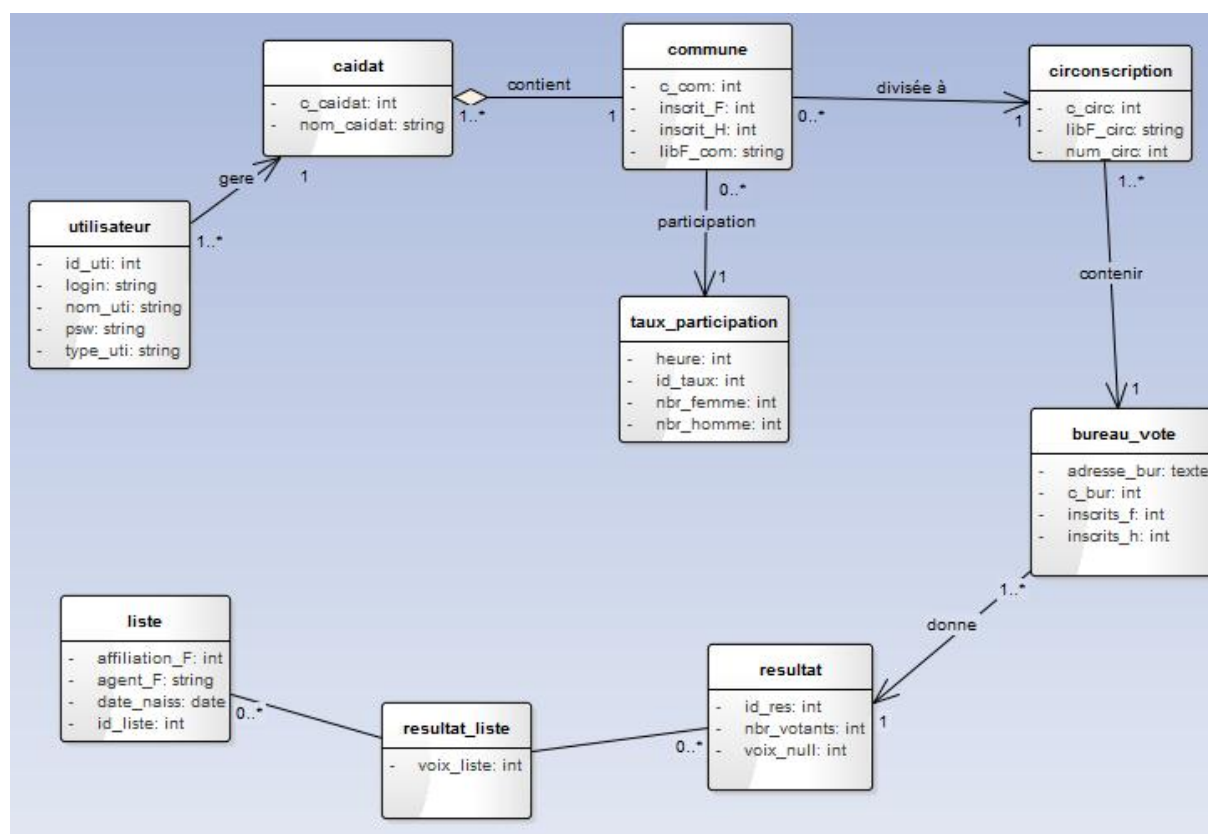 caidat
- c_caidat: int
- nom_caidat: string
contient
1..*
1
commune
- c_com: int
- inscrit_F: int
- inscrit_H: int
- libF_com: string
divisée à
0..*
1
circonscription
- c_circ: int
- libF_circ: string
- num_circ: int
gere
1
1..*
utilisateur
- id_uti: int
- login: string
- nom_uti: string
- psw: string
- type_uti: string
0..*
participation
1
taux_participation
- heure: int
- id_taux: int
- nbr_femme: int
- nbr_homme: int
1..*
contenir
1
bureau_vote
- adresse_bur: texte
- c_bur: int
- inscrits_f: int
- inscrits_h: int
1..*
donne
1
liste
- affiliation_F: int
- agent_F: string
- date_naiss: date
- id_liste: int
0..*
resultat_liste
- voix_liste: int
0..*
resultat
- id_res: int
- nbr_votants: int
- voix_null: int